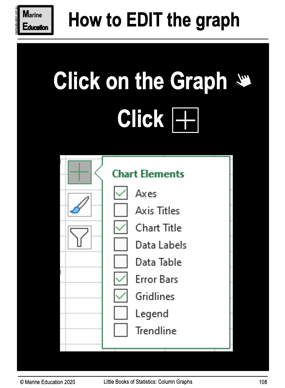 Marine
Education
How to EDIT the graph
Click on the Graph
Click
Chart Elements
Axes
Axis Titles
Chart Title
Data Labels
Data Table
Error Bars
Gridlines
Legend
Trendline
© Marine Education 2020
Little Books of Statistics: Column Graphs
108